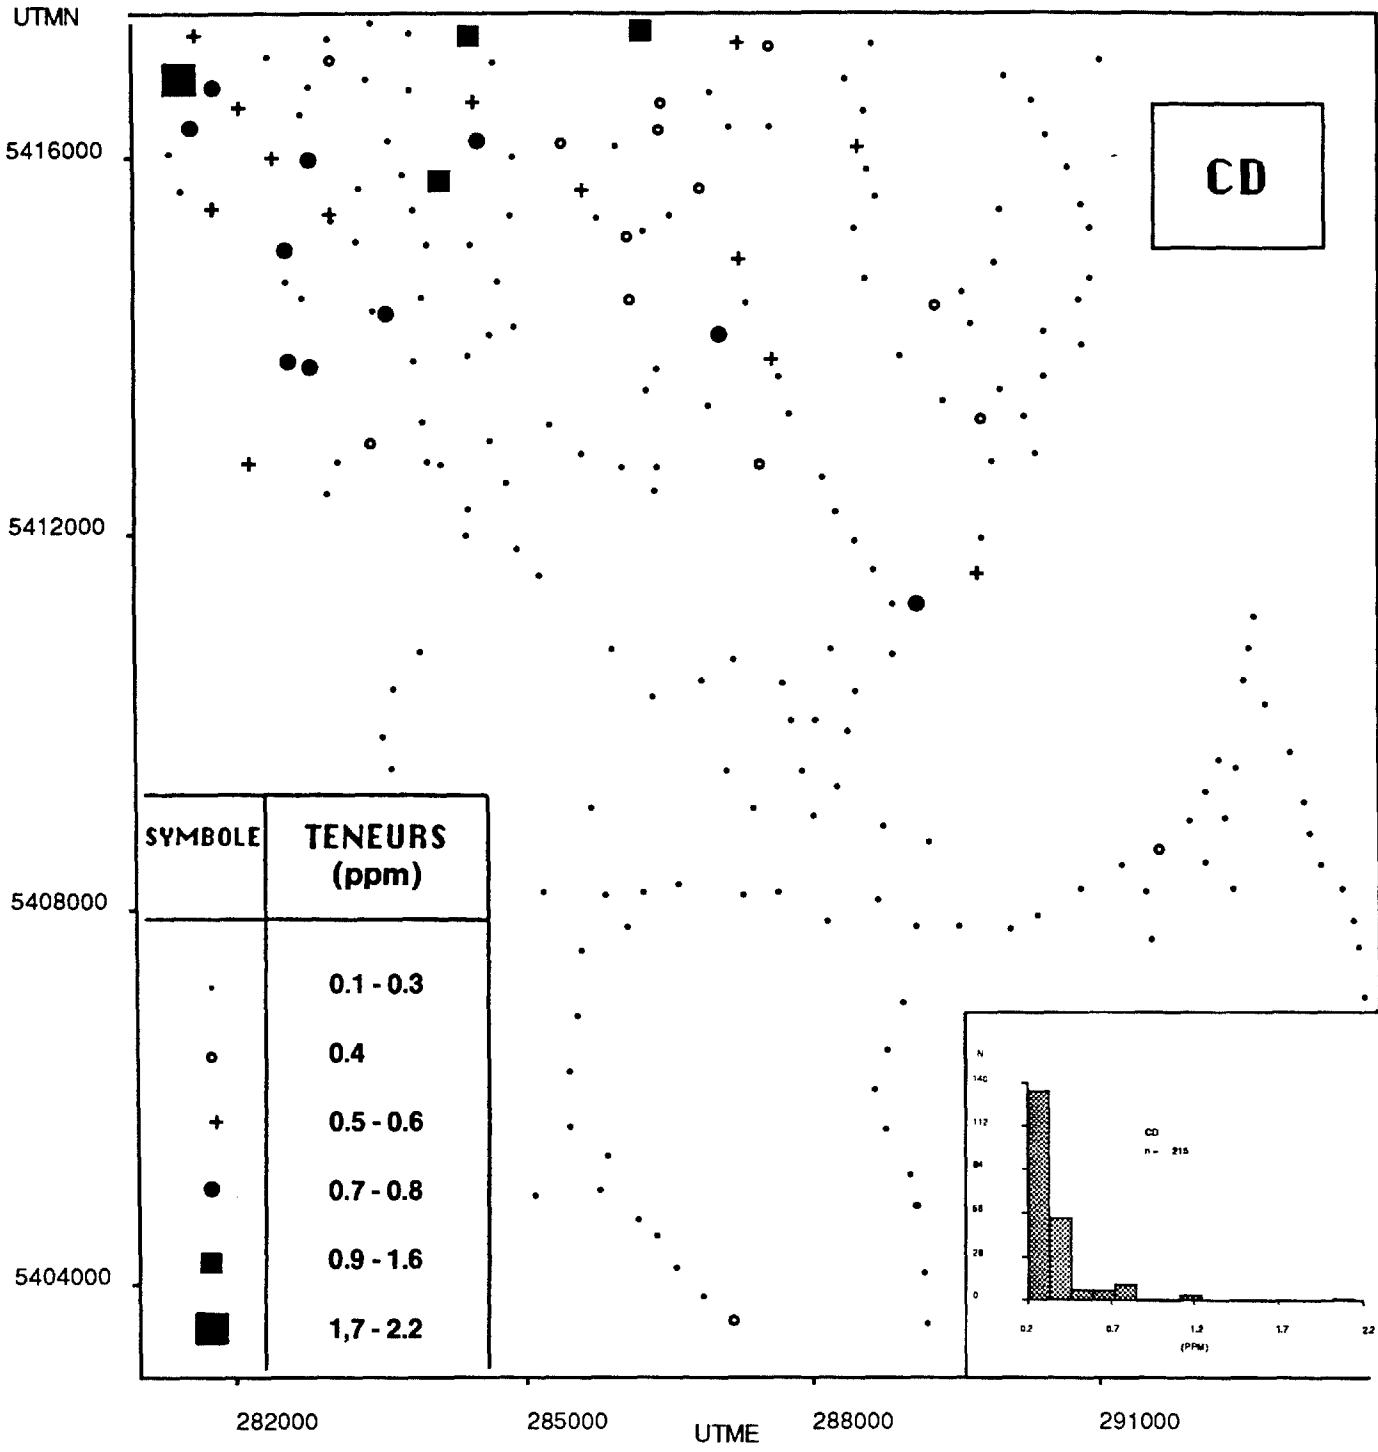 UTMN
5416000
CD
5412000
5408000
5404000
SYMBOLE TENEURS
(ppm)
0.1 - 0.3
0.4
0.5 - 0.6
0.7 - 0.8
0.9 - 1.6
1,7 - 2.2
N
140
112
84
56
28
0
CD
n = 215
0.2 0.7 1.2 1.7 2.2
(PPM)
282000 285000 288000 291000
UTME